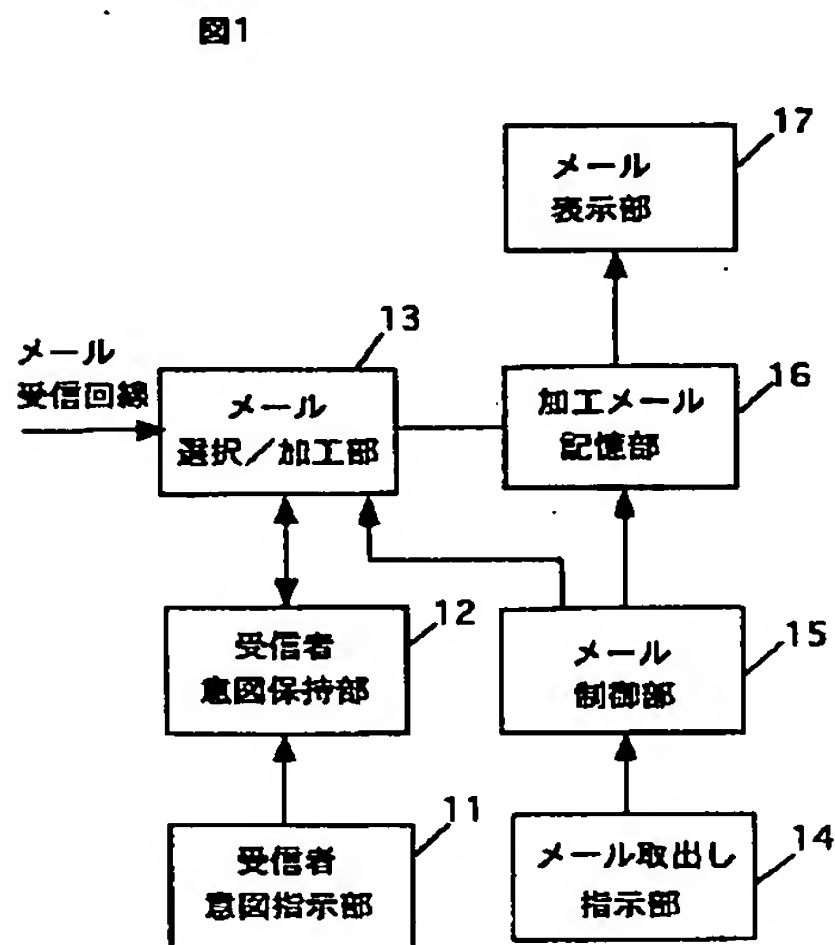 図1
17
メール
表示部
13
メール
受信回線
メール
選択/加工部
16
加工メール
記憶部
12
受信者
意図保持部
15
メール
制御部
11
受信者
意図指示部
14
メール取出し
指示部